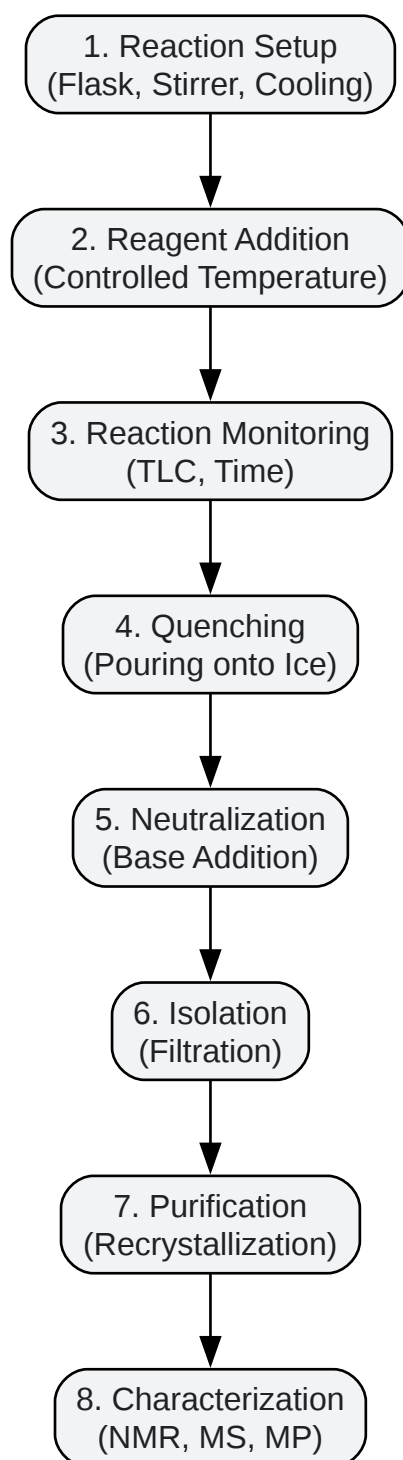 1. Reaction Setup
(Flask, Stirrer, Cooling)
2. Reagent Addition
(Controlled Temperature)
3. Reaction Monitoring
(TLC, Time)
4. Quenching
(Pouring onto Ice)
5. Neutralization
(Base Addition)
6. Isolation
(Filtration)
7. Purification
(Recrystallization)
8. Characterization
(NMR, MS, MP)